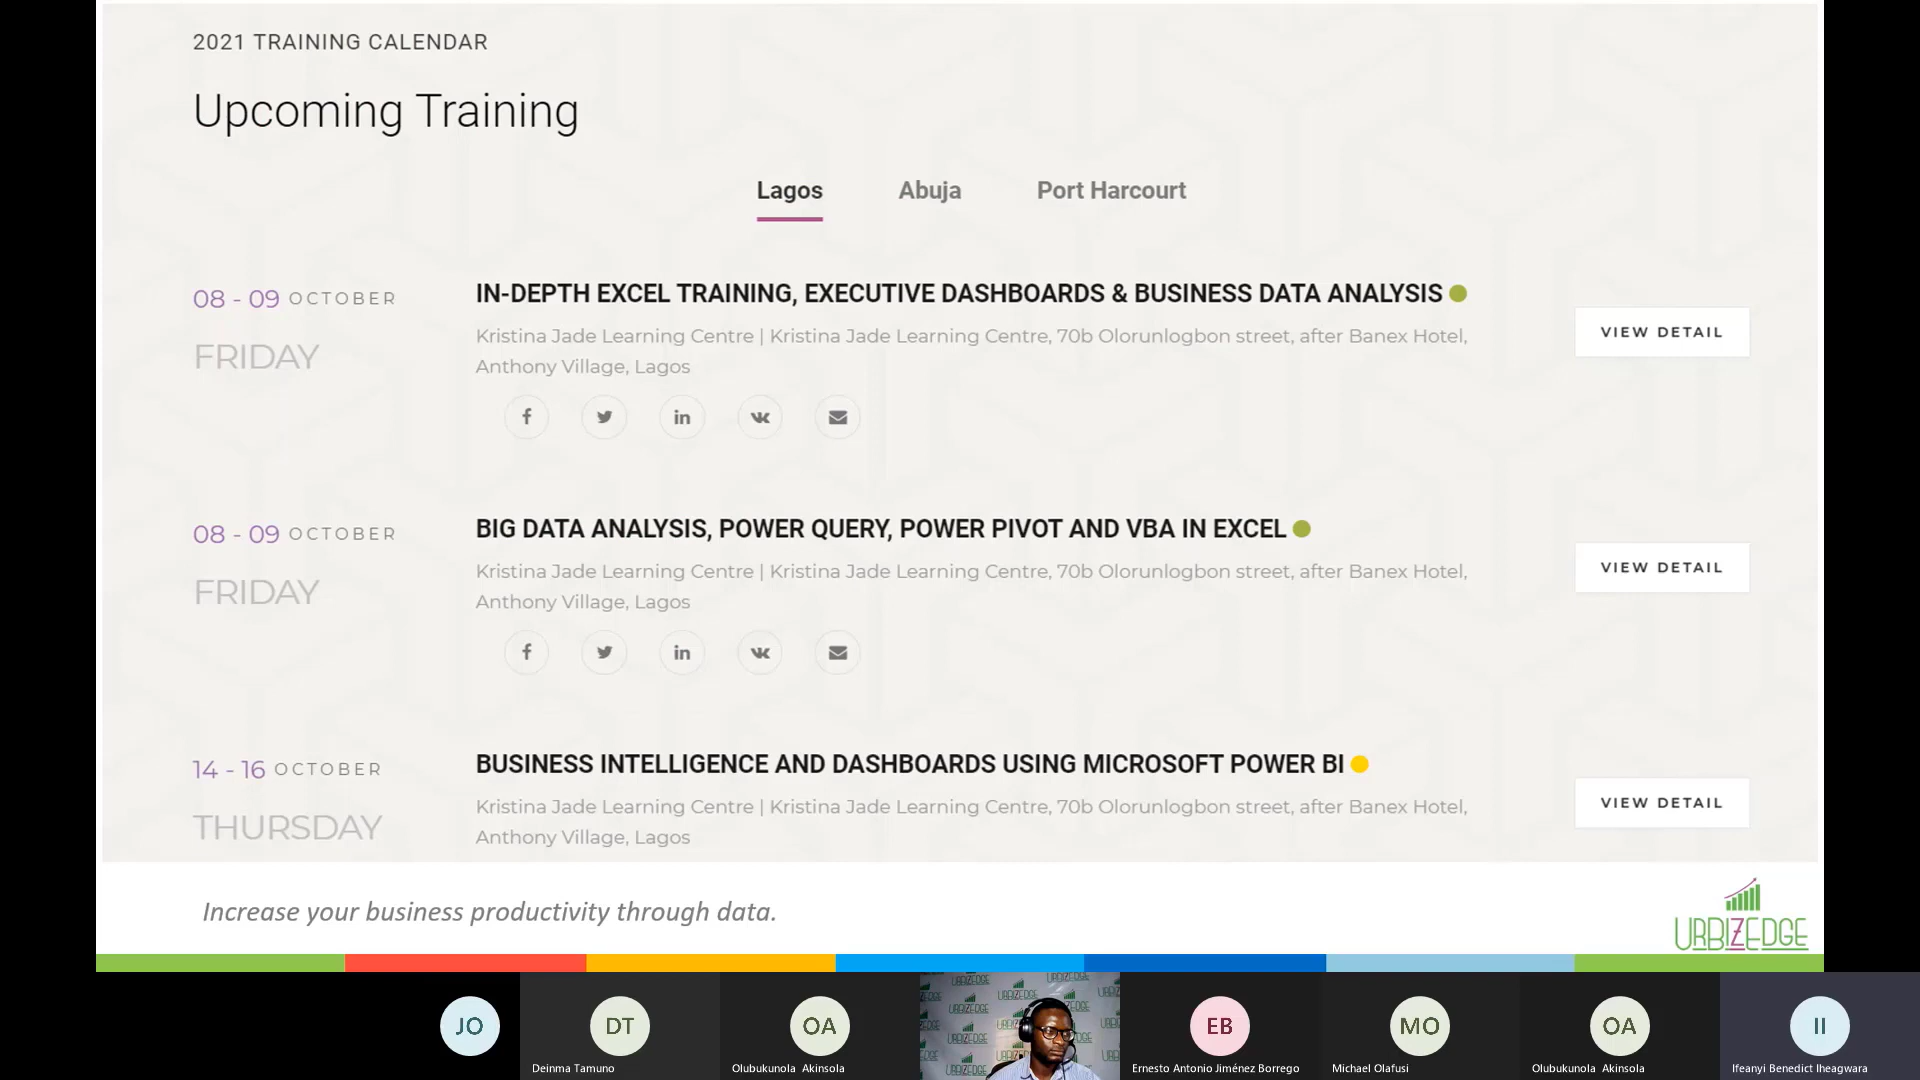 2021 TRAINING CALENDAR
Upcoming Training
Lagos Abuja Port Harcourt
08 - 09 OCTOBER
FRIDAY
IN-DEPTH EXCEL TRAINING, EXECUTIVE DASHBOARDS & BUSINESS DATA ANALYSIS
Kristina Jade Learning Centre | Kristina Jade Learning Centre, 70b Olorunlogbon street, after Banex Hotel,
Anthony Village, Lagos
VIEW DETAIL
08 - 09 OCTOBER
FRIDAY
BIG DATA ANALYSIS, POWER QUERY, POWER PIVOT AND VBA IN EXCEL
Kristina Jade Learning Centre | Kristina Jade Learning Centre, 70b Olorunlogbon street, after Banex Hotel,
Anthony Village, Lagos
VIEW DETAIL
14 - 16 OCTOBER
THURSDAY
BUSINESS INTELLIGENCE AND DASHBOARDS USING MICROSOFT POWER BI
Kristina Jade Learning Centre | Kristina Jade Learning Centre, 70b Olorunlogbon street, after Banex Hotel,
Anthony Village, Lagos
VIEW DETAIL
Increase your business productivity through data.
URBIZEDGE
JO DT OA EB MO OA II
Deinma Tamuno Olubukunola Akinsola Ernesto Antonio Jiménez Borrego Michael Olafusi Olubukunola Akinsola Ifeanyi Benedict Iheagwara